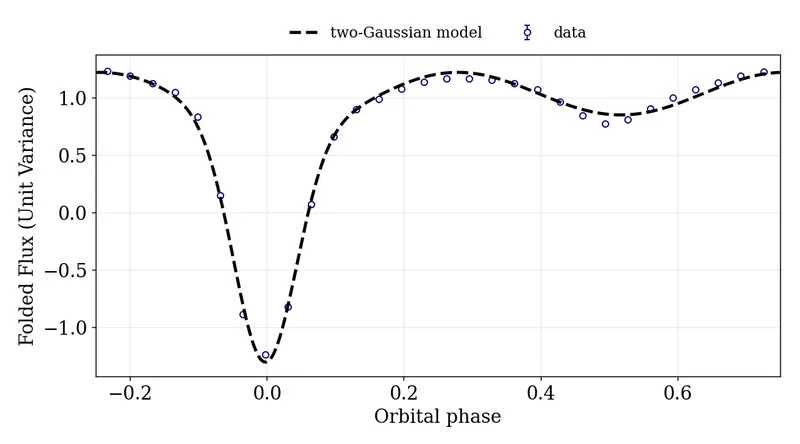 two-Gaussian model
data
Folded Flux (Unit Variance)
1.0
0.5
0.0
−0.5
−1.0
−0.2
0.0
0.2
0.4
0.6
Orbital phase